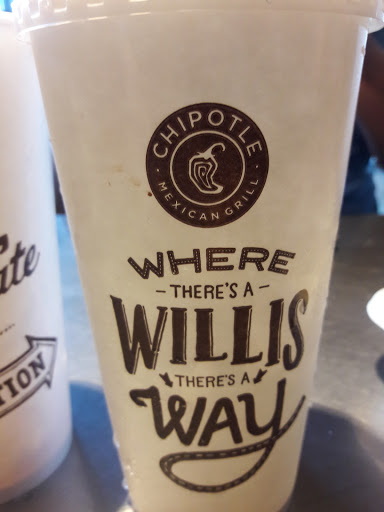 CHIPOTLE
MEXICAN GRILL
WHERE
- THERE'S A -
WILLIS
THERE'S A
WAY